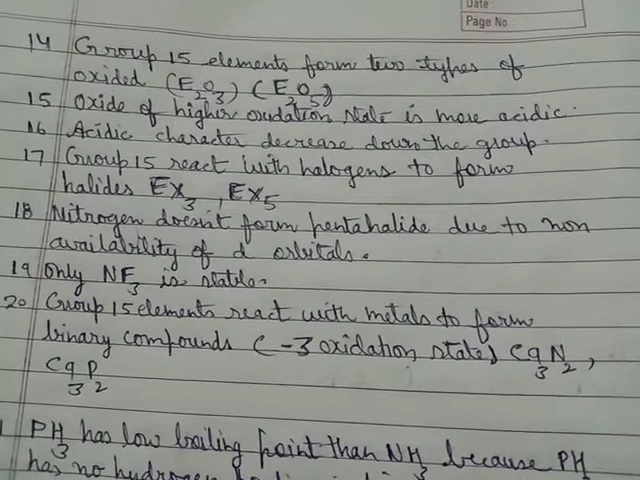 Date
Page No.
14 Group 15 elements form two types of
oxided (E₂O₃) (E₂O₅)
15 Oxide of higher oxidation state is more acidic.
16 Acidic character decrease down the group.
17 Group 15 react with halogens to form
halides EX₃, EX₅
18 Nitrogen doesn't form pentahalide due to non
availability of d orbitals.
19 Only NF₃ is stable.
20 Group 15 elements react with metals to form
binary compounds (-3 oxidation state) Ca₃N₂,
Ca₃P₂
PH₃ has low boiling point than NH₃ because PH₃
has no hydrogen